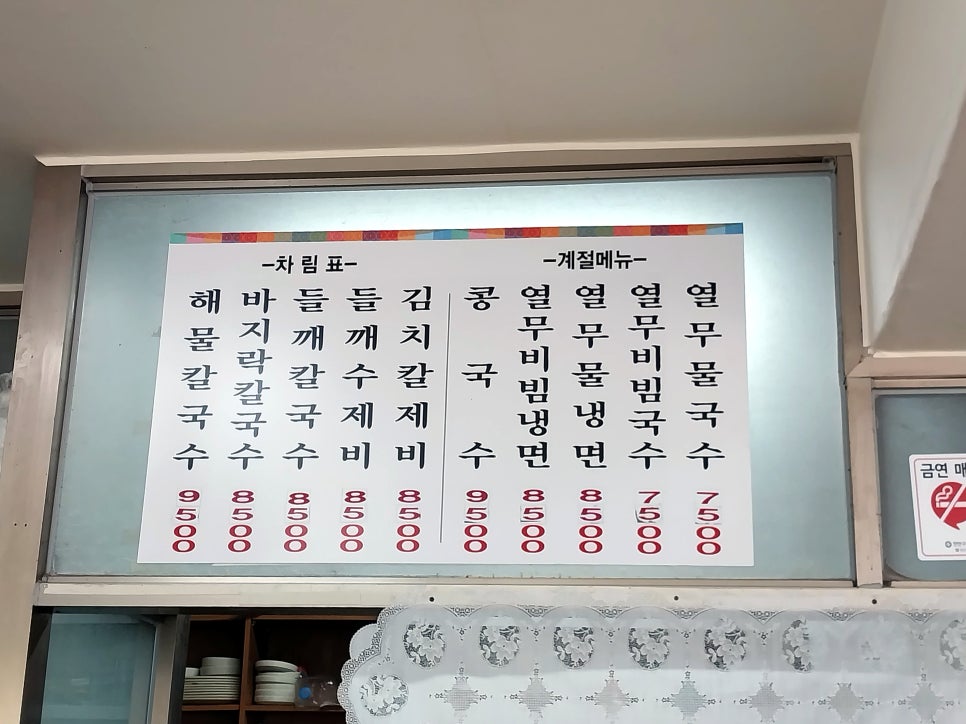 -차 림 표-
해물칼국수 9500
바지락칼국수 8500
들깨칼국수 8500
들깨수제비 8500
김치칼제비 8500
-계절메뉴-
콩국수 9500
열무비빔냉면 8500
열무물냉면 8500
열무비빔국수 7500
열무물국수 7500
금연 매